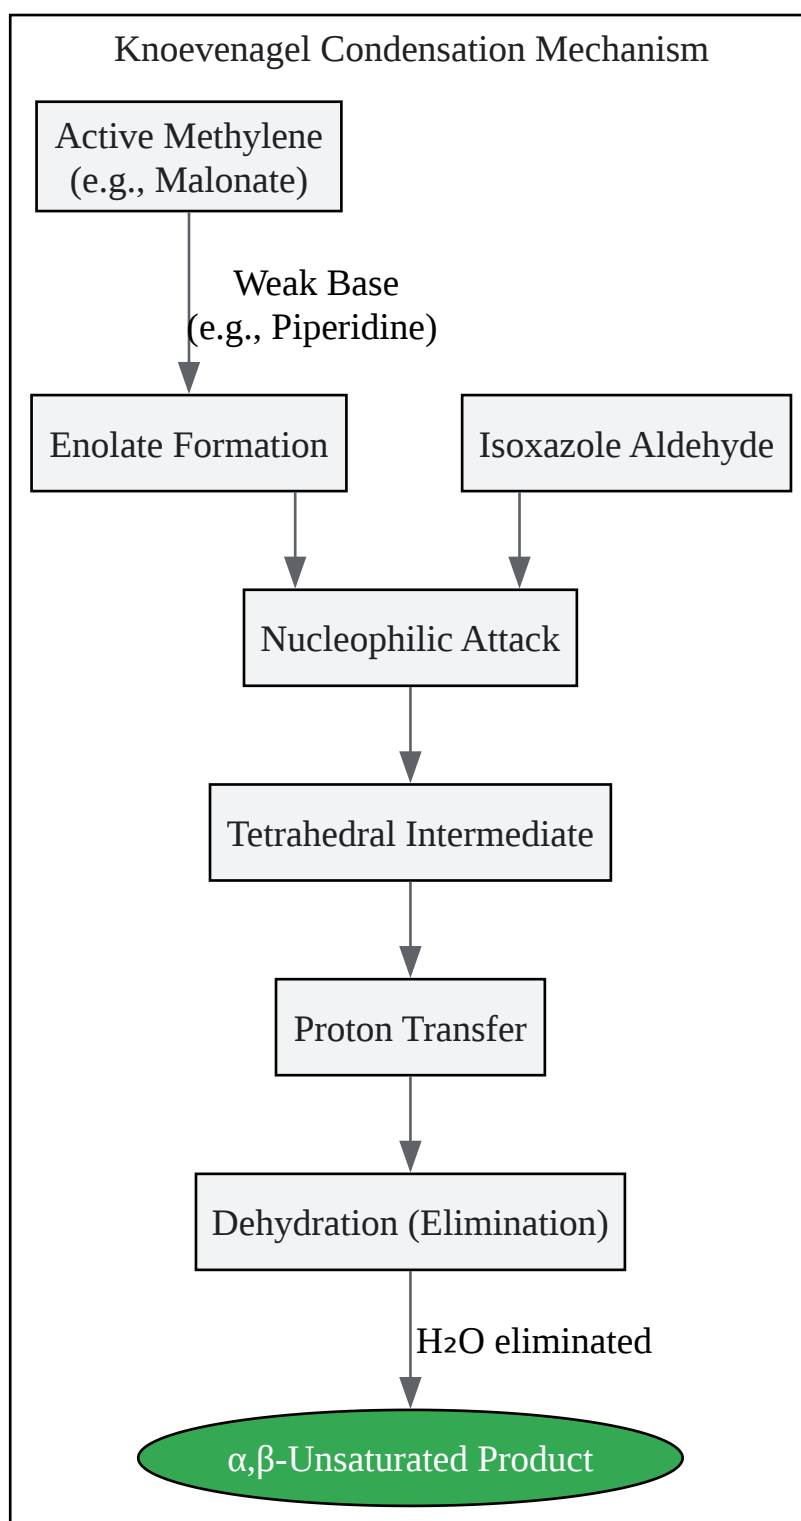 Knoevenagel Condensation Mechanism
Active Methylene
(e.g., Malonate)
Weak Base
(e.g., Piperidine)
Enolate Formation
Isoxazole Aldehyde
Nucleophilic Attack
Tetrahedral Intermediate
Proton Transfer
Dehydration (Elimination)
H₂O eliminated
α,β-Unsaturated Product